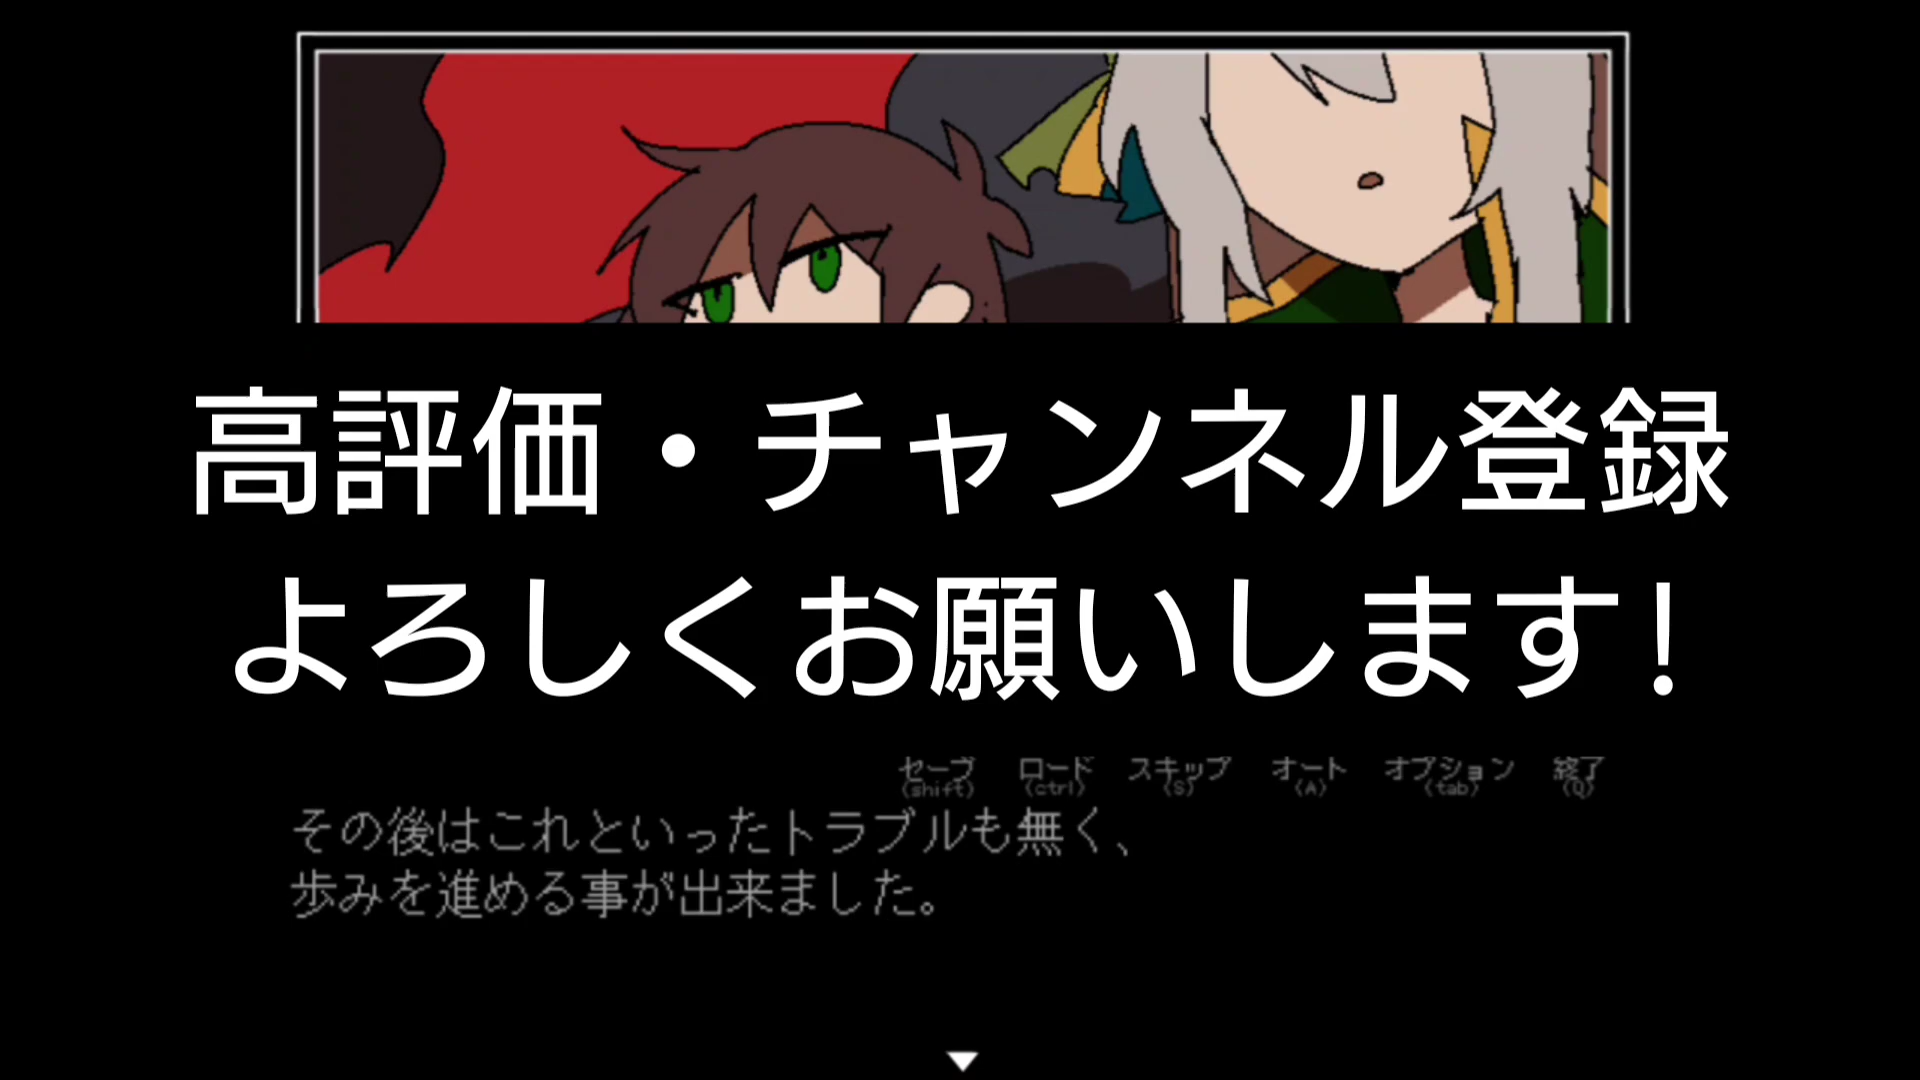 高評価・チャンネル登録
よろしくお願いします!
セーブ ロード スキップ オート オプション 終了
(shift) (ctrl) (S) (A) (tab) (Q)
その後はこれといったトラブルも無く、
歩みを進める事が出来ました。